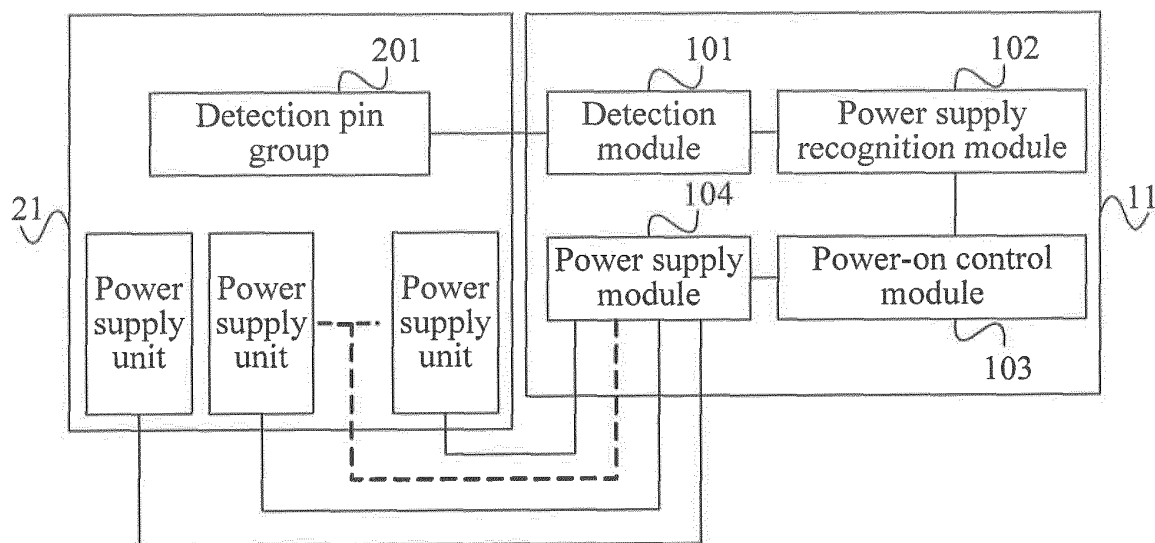 201
Detection pin
group
101
Detection
module
102
Power supply
recognition module
21
11
104
Power supply
module
Power-on control
module
103
Power
supply
unit
Power
supply
unit
Power
supply
unit